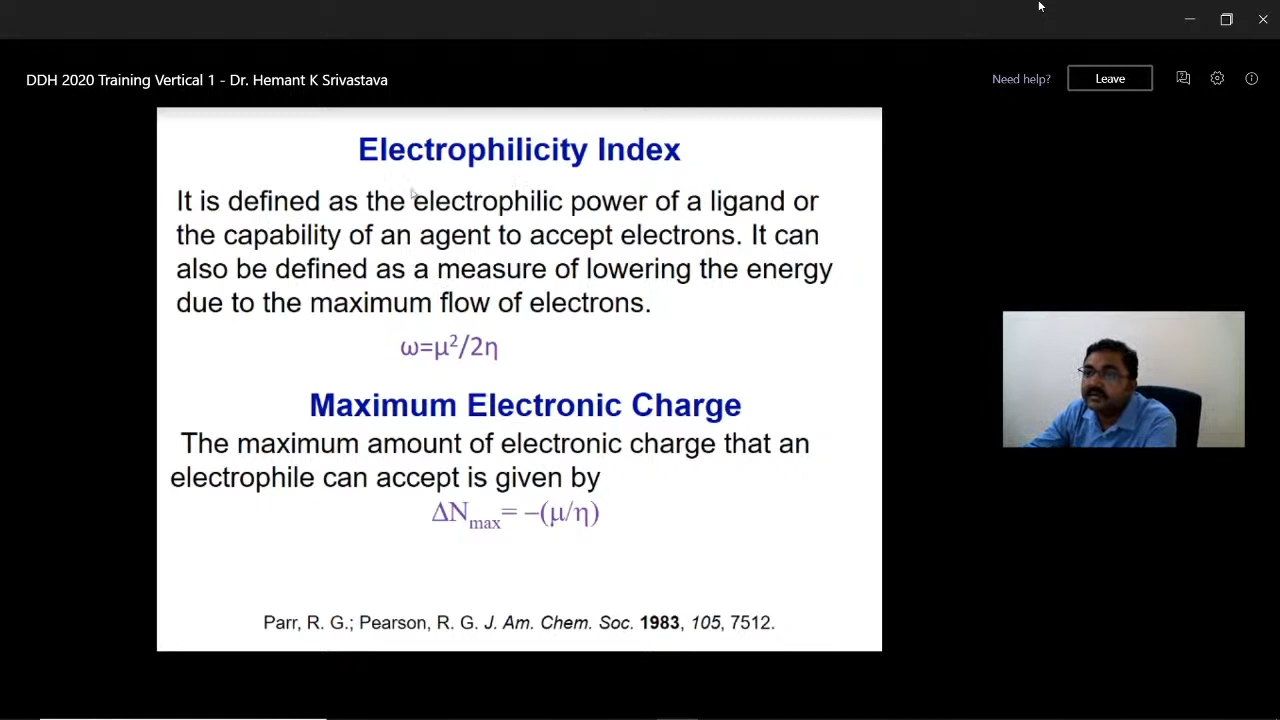 DDH 2020 Training Vertical 1 - Dr. Hemant K Srivastava
Need help?
Leave
Electrophilicity Index
It is defined as the electrophilic power of a ligand or
the capability of an agent to accept electrons. It can
also be defined as a measure of lowering the energy
due to the maximum flow of electrons.
ω=μ²/2η
Maximum Electronic Charge
The maximum amount of electronic charge that an
electrophile can accept is given by
ΔNmax= –(μ/η)
Parr, R. G.; Pearson, R. G. J. Am. Chem. Soc. 1983, 105, 7512.